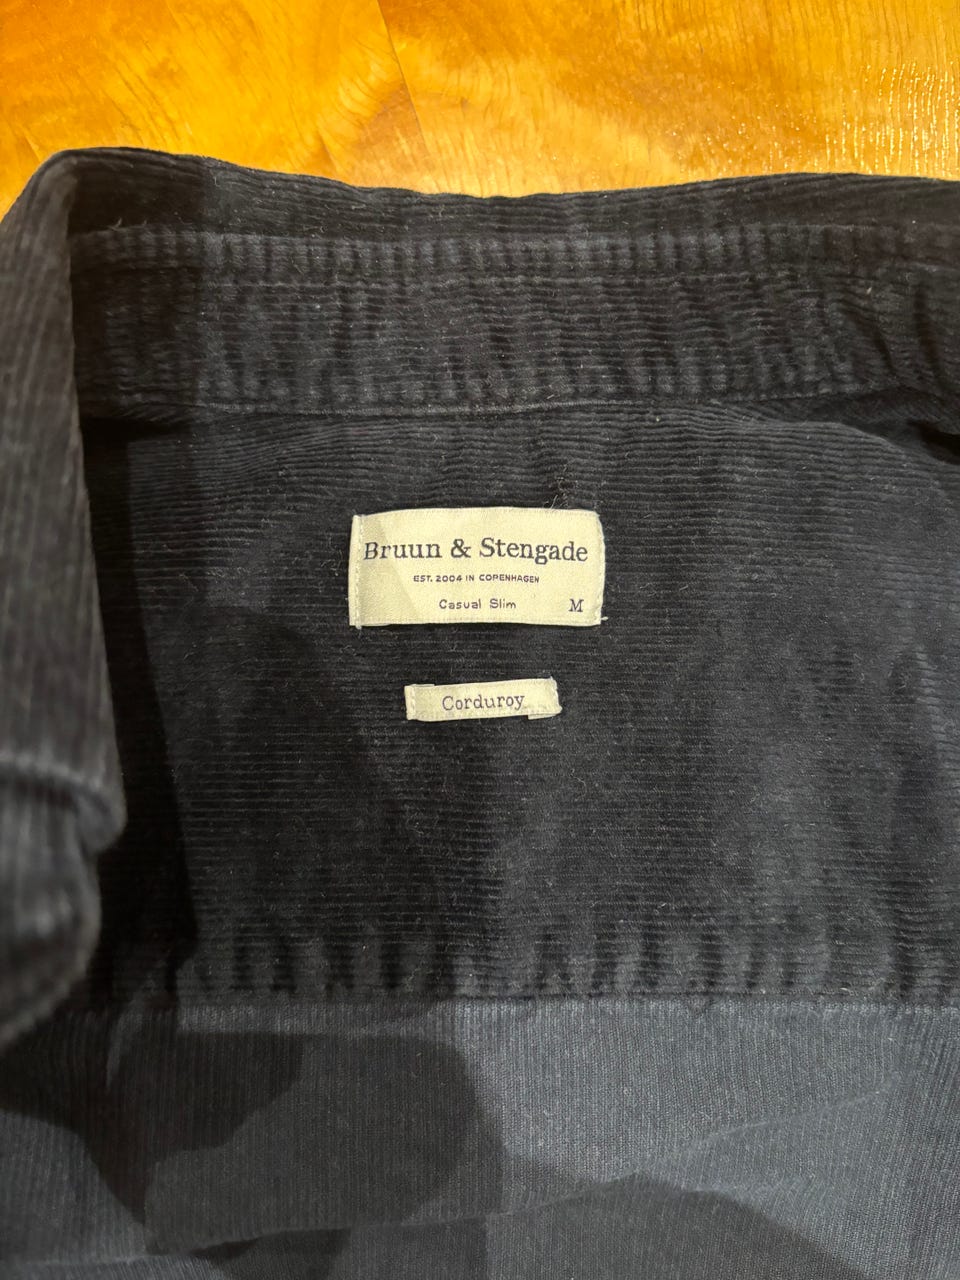 Bruun & Stengade
EST. 2004 IN COPENHAGEN
Casual Slim M
Corduroy